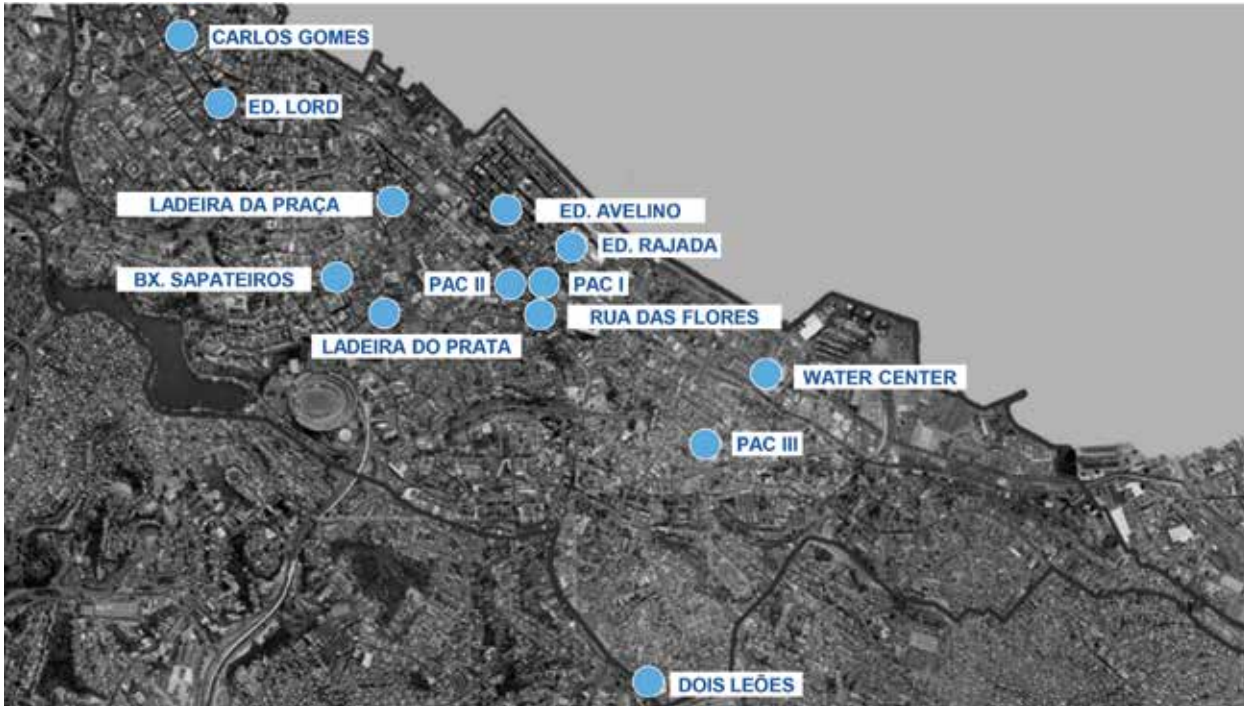 CARLOS GOMES
ED. LORD
LADEIRA DA PRAÇA
ED. AVELINO
ED. RAJADA
BX. SAPATEIROS
PAC II
PAC I
RUA DAS FLORES
LADEIRA DO PRATA
WATER CENTER
PAC III
DOIS LEÕES